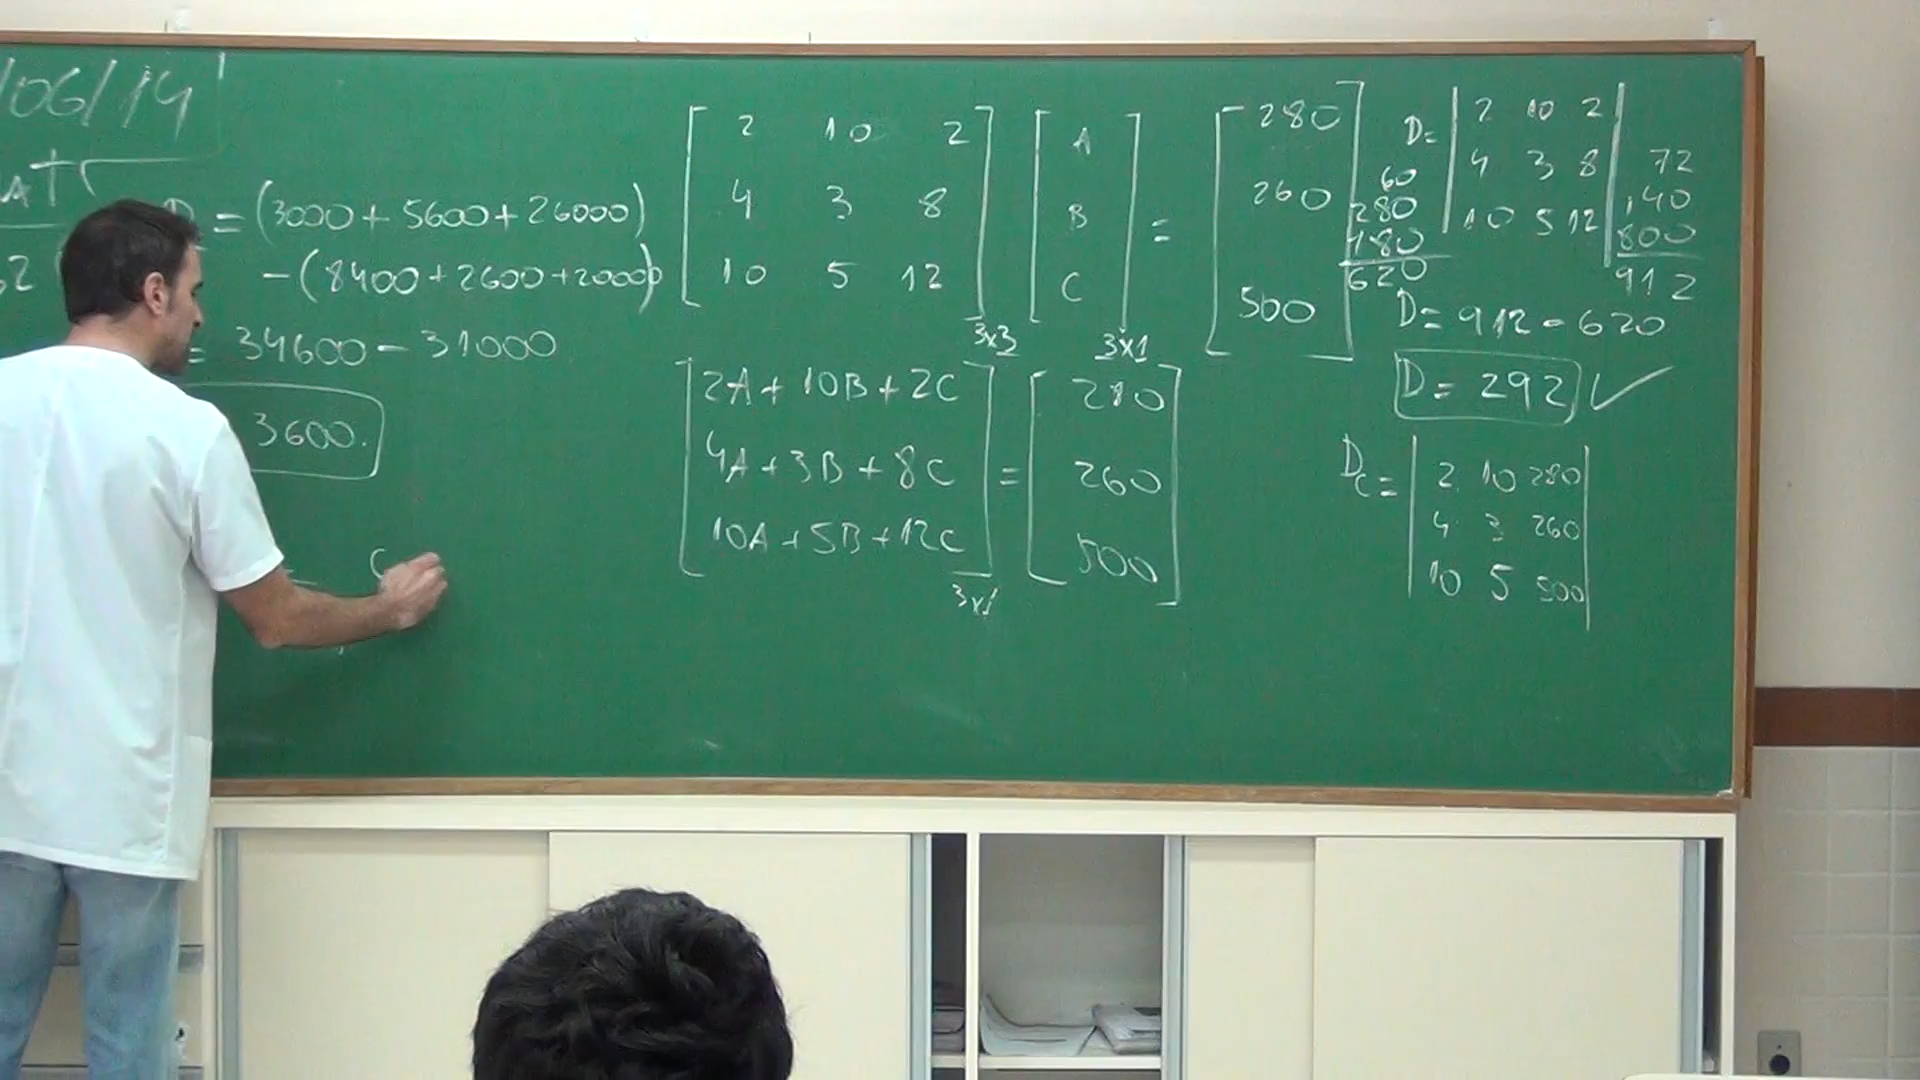 /06/14
= (3000 + 5600 + 26000)
- (8400 + 2600 + 20000)
= 34600 - 31000
3600.
C
2 10 2
4 3 8
10 5 12
3x3
A
B
C
3x1
=
280
260
500
2A + 10B + 2C
4A + 3B + 8C
10A + 5B + 12C
3x1
=
280
260
500
D =
2 10 2
4 3 8
10 5 12
60
280
280
620
72
140
800
912
D = 912 - 620
D = 292 ✓
Dc =
2 10 280
4 3 260
10 5 500